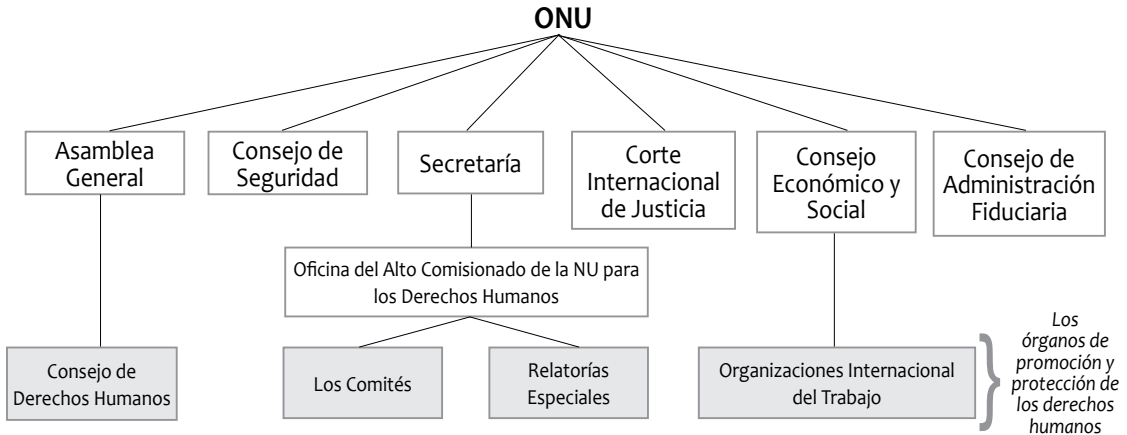 ONU
Asamblea
General
Consejo de
Seguridad
Secretaría
Corte
Internacional
de Justicia
Consejo
Económico y
Social
Consejo de
Administración
Fiduciaria
Oficina del Alto Comisionado de la NU para
los Derechos Humanos
Consejo de
Derechos Humanos
Los Comités
Relatorías
Especiales
Organizaciones Internacional
del Trabajo
Los
órganos de
promoción y
protección de
los derechos
humanos